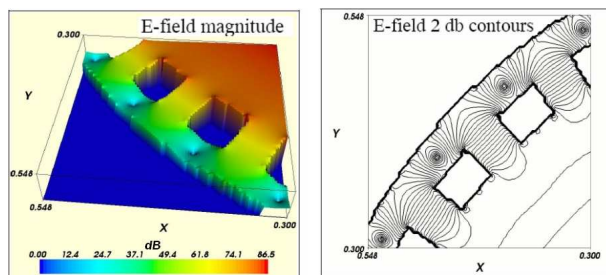 E-field magnitude
0.300
Y
0.548
0.548
X
0.300
dB
0.00 12.4 24.7 37.1 49.4 61.8 74.1 86.5
0.548
E-field 2 db contours
Y
0.300
0.548
X
0.300